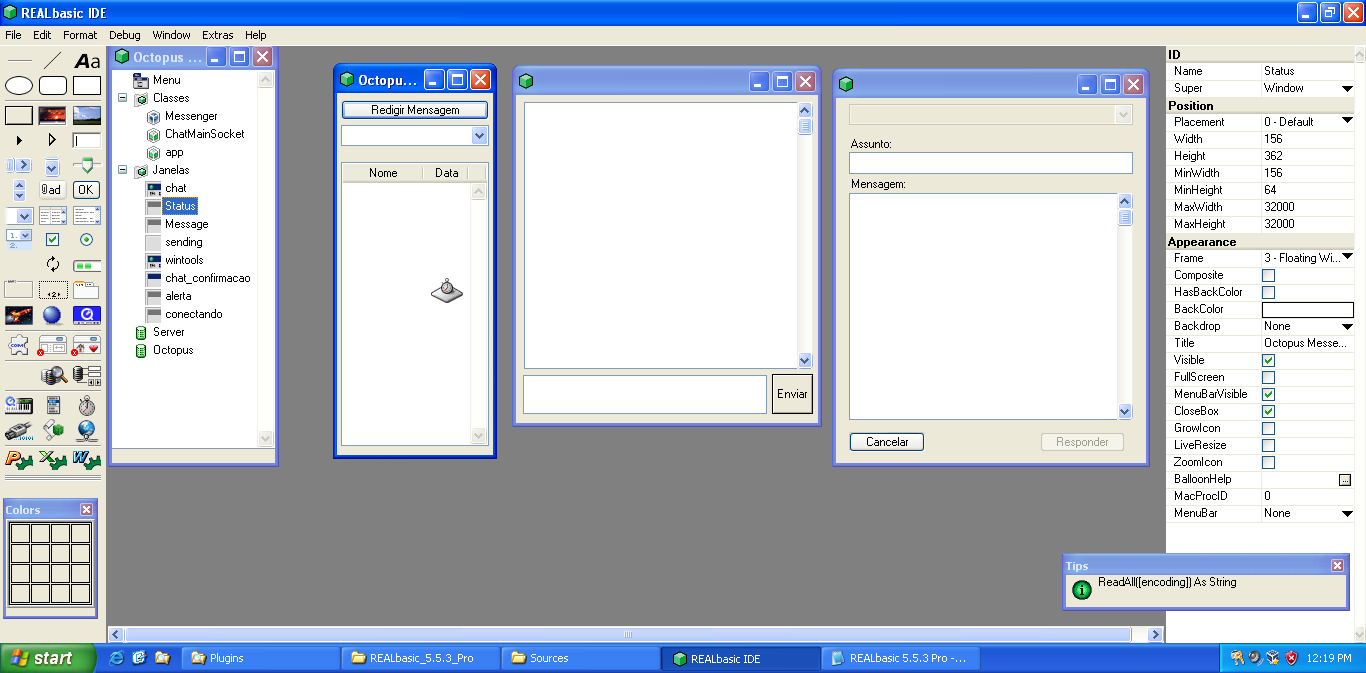 REALbasic IDE
File Edit Format Debug Window Extras Help
Aa
ad
OK
1.
2.
Colors
Octopus ...
Menu
Classes
Messenger
ChatMainSocket
app
Janelas
chat
Status
Message
sending
wintools
chat_confirmacao
alerta
conectando
Server
Octopus
Octopu...
Redigir Mensagem
Nome Data
Enviar
Assunto:
Mensagem:
Cancelar Responder
ID
Name Status
Super Window
Position
Placement 0 - Default
Width 156
Height 362
MinWidth 156
MinHeight 64
MaxWidth 32000
MaxHeight 32000
Appearance
Frame 3 - Floating Wi...
Composite
HasBackColor
BackColor
Backdrop None
Title Octopus Messe...
Visible
FullScreen
MenuBarVisible
CloseBox
GrowIcon
LiveResize
ZoomIcon
BalloonHelp ...
MacProcID 0
MenuBar None
Tips
ReadAll([encoding]) As String
start Plugins REALbasic_5.5.3_Pro Sources REALbasic IDE REALbasic 5.5.3 Pro -... 12:19 PM